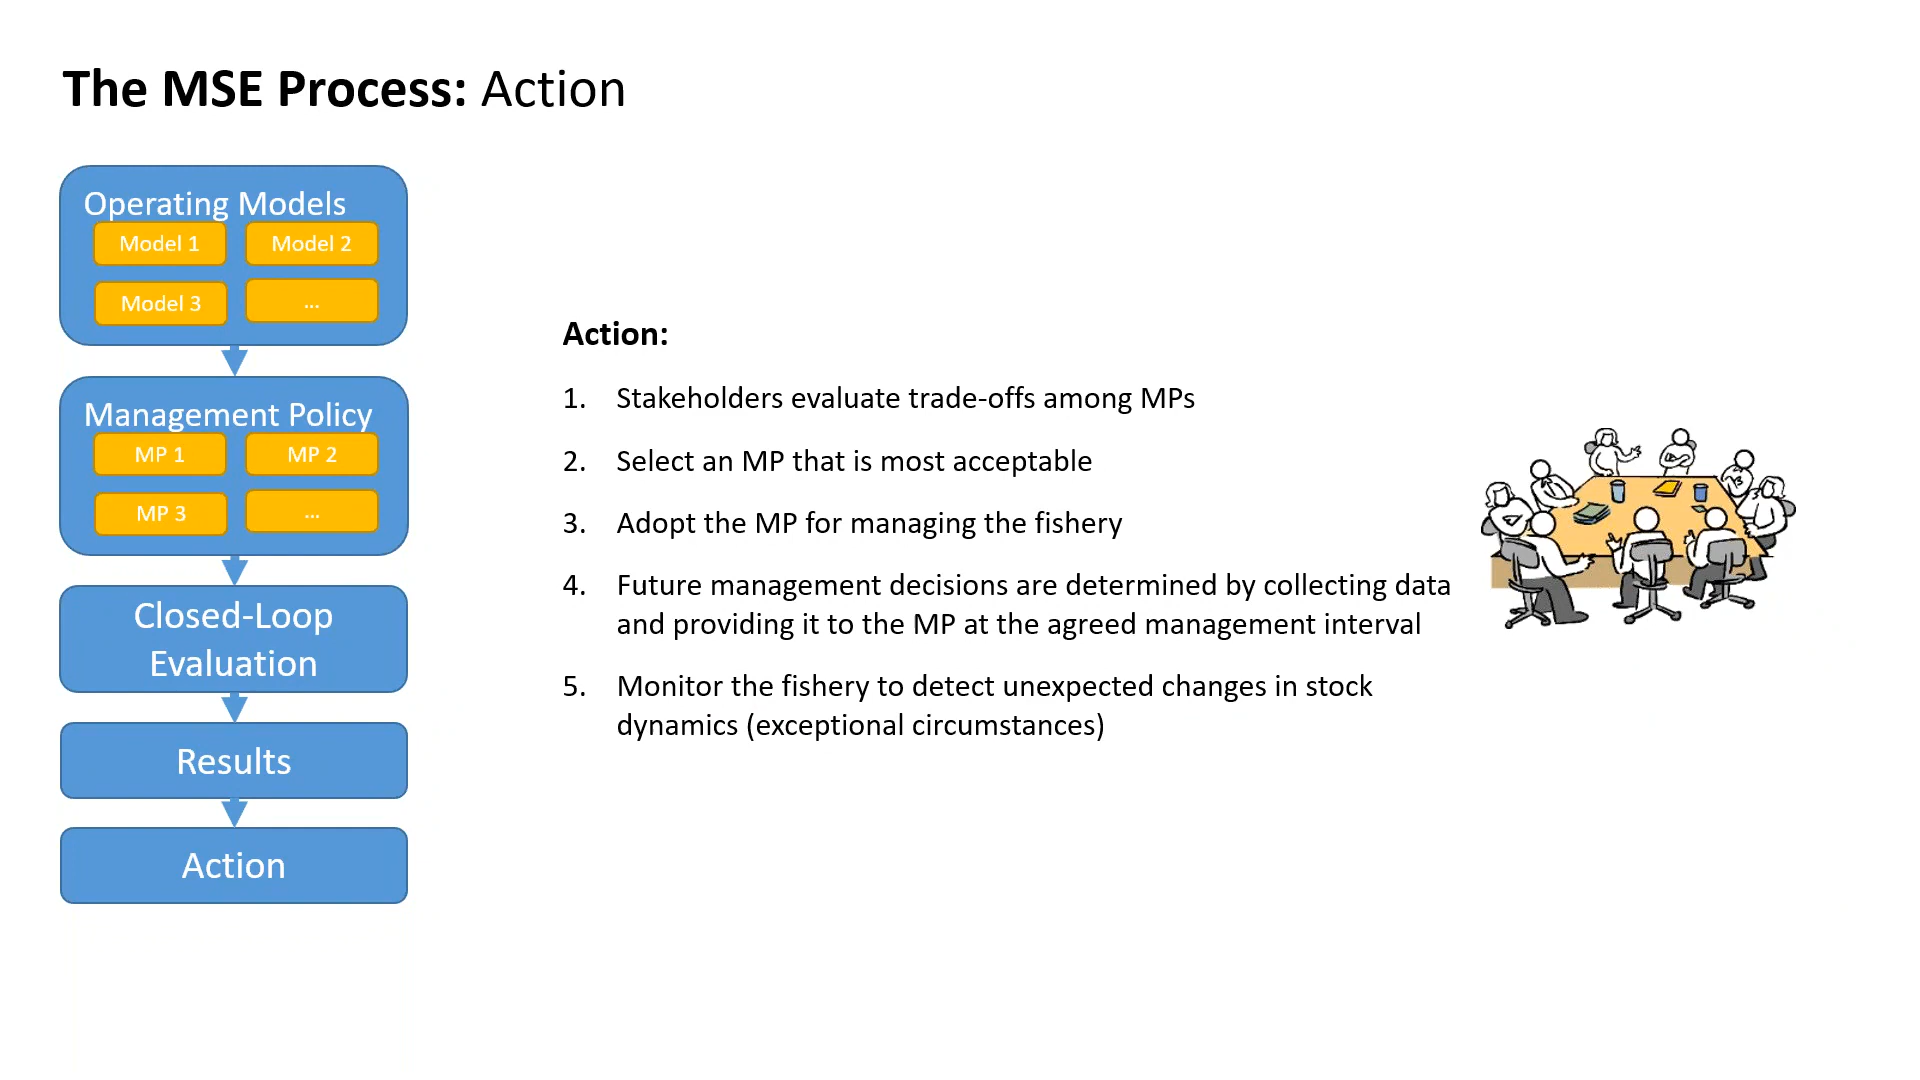 The MSE Process: Action
Operating Models
Model 1
Model 2
Model 3
...
Management Policy
MP 1
MP 2
MP 3
...
Closed-Loop
Evaluation
Results
Action
Action:
1. Stakeholders evaluate trade-offs among MPs
2. Select an MP that is most acceptable
3. Adopt the MP for managing the fishery
4. Future management decisions are determined by collecting data
and providing it to the MP at the agreed management interval
5. Monitor the fishery to detect unexpected changes in stock
dynamics (exceptional circumstances)